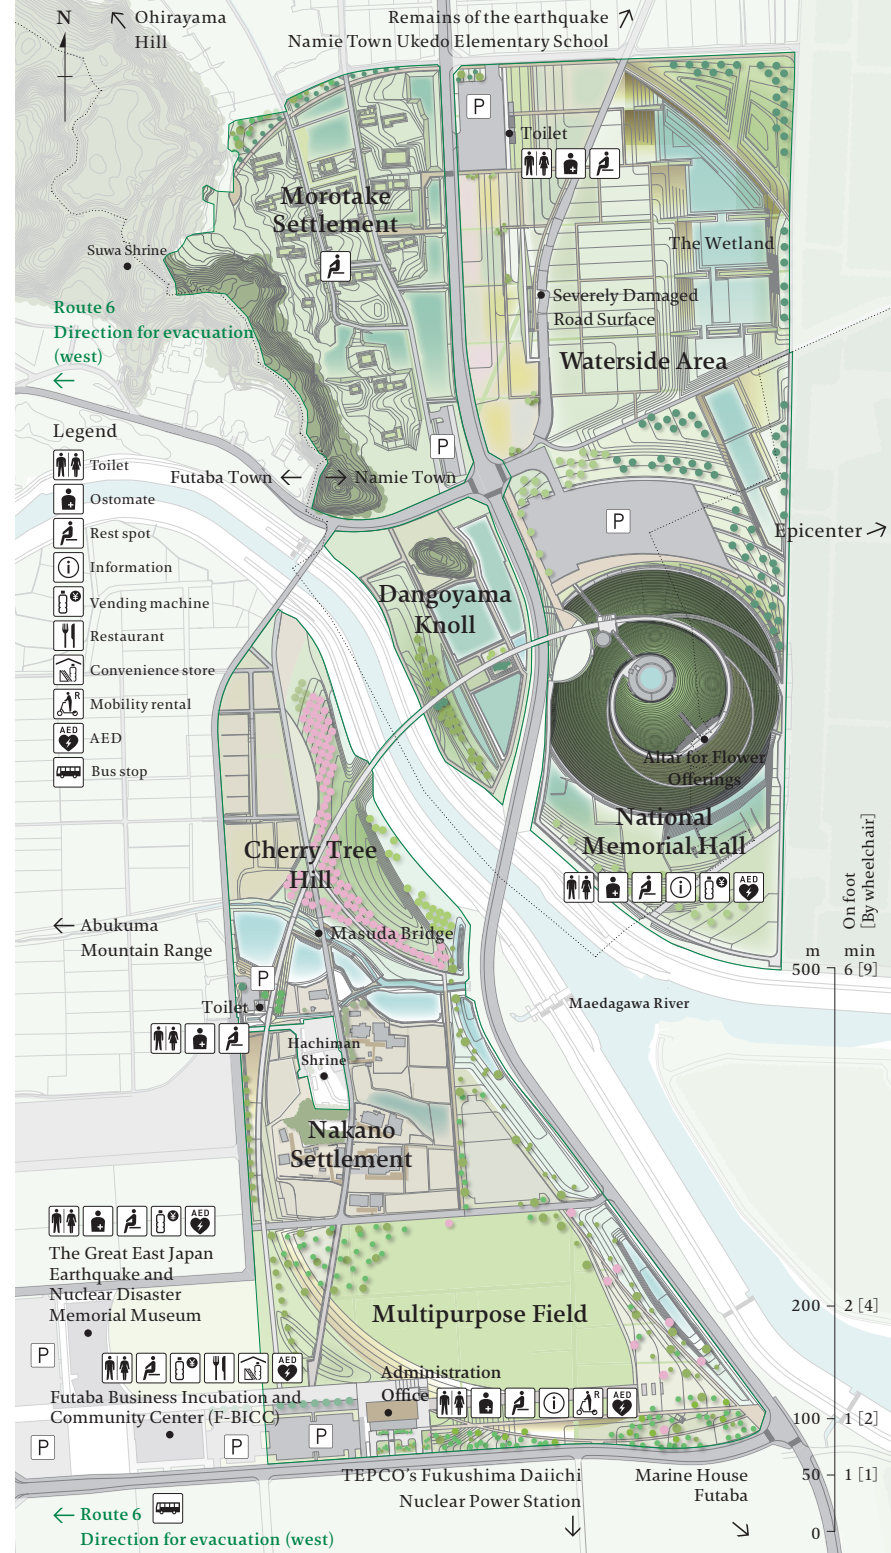 N
Ohirayama
Hill
Remains of the earthquake
Namie Town Ukedo Elementary School
P
Toilet
Morotake
Settlement
Suwa Shrine
The Wetland
Route 6
Direction for evacuation
(west)
Severely Damaged
Road Surface
Waterside Area
Legend
Toilet
Ostomate
Rest spot
i Information
¥ Vending machine
Restaurant
Convenience store
R Mobility rental
AED AED
Bus stop
P
Futaba Town
Namie Town
P
Epicenter
Dangoyama
Knoll
Altar for Flower
Offerings
National
Memorial Hall
i ¥ AED
Cherry Tree
Hill
Abukuma
Mountain Range
Masuda Bridge
On foot
[By wheelchair]
m min
500 6 [9]
P
Toilet
Maedagawa River
Hachiman
Shrine
Nakano
Settlement
¥ AED
The Great East Japan
Earthquake and
Nuclear Disaster
Memorial Museum
Multipurpose Field
200 2 [4]
P
¥ AED
Futaba Business Incubation and
Community Center (F-BICC)
Administration
Office
i R AED
100 1 [2]
P
P
P
TEPCO's Fukushima Daiichi
Nuclear Power Station
Marine House
Futaba
50 1 [1]
0
Route 6
Direction for evacuation (west)